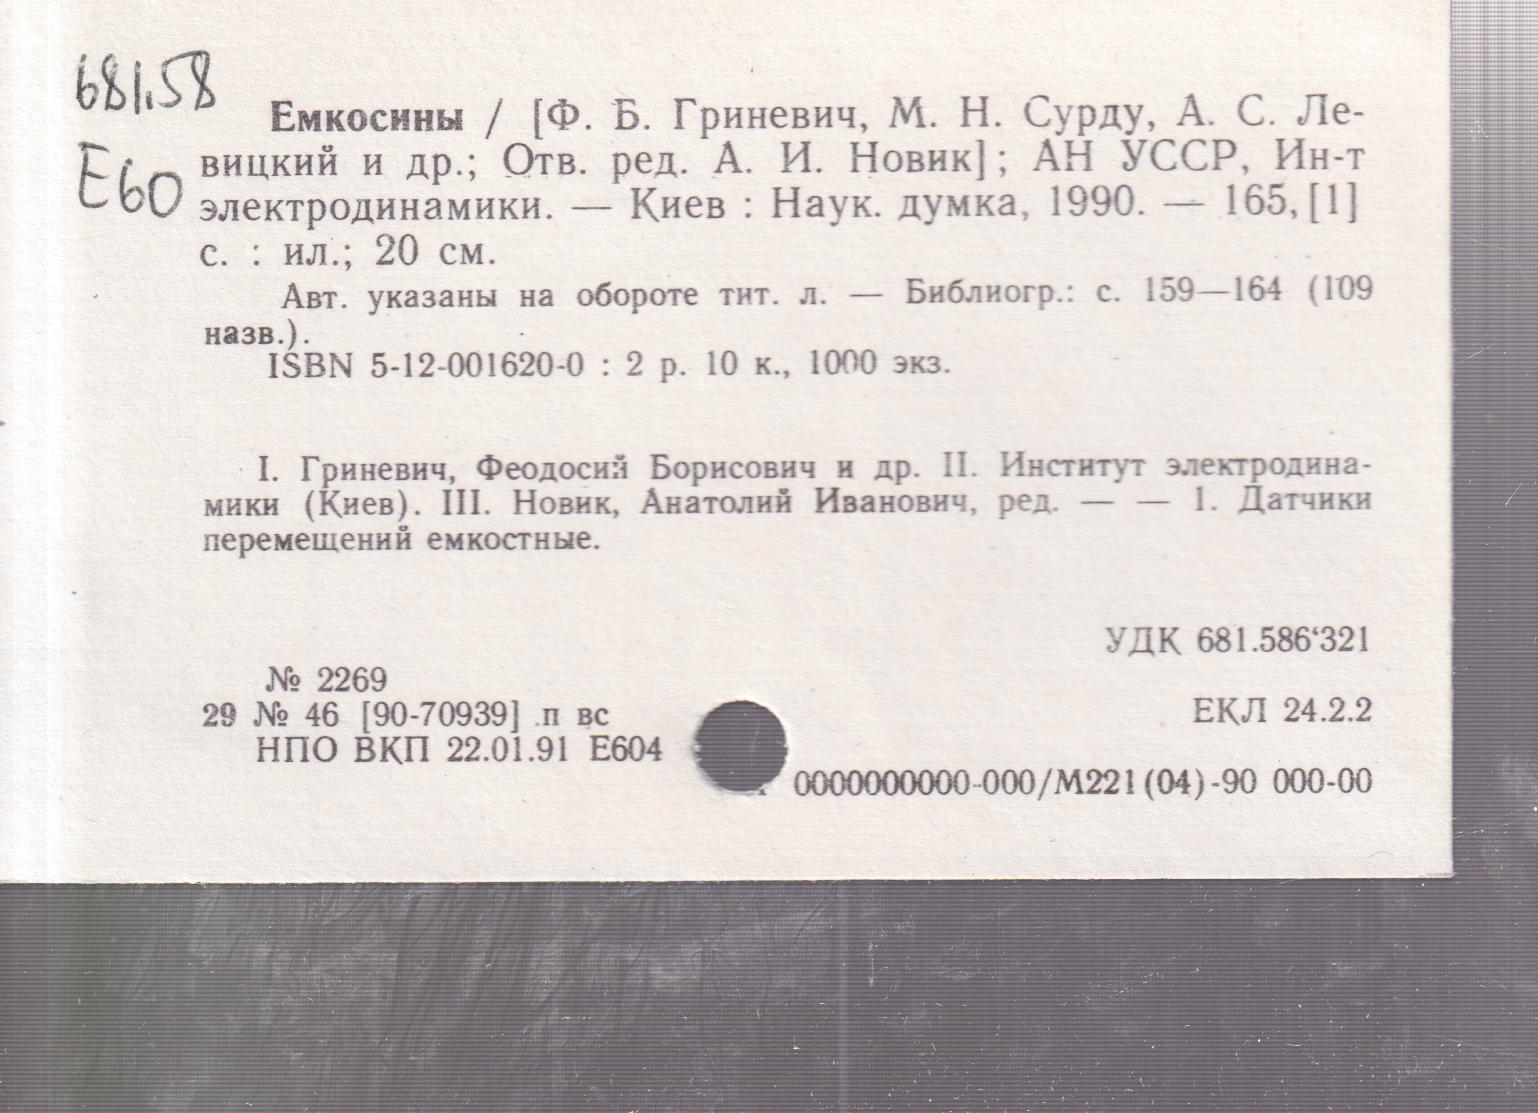 681.58
Е60
Емкосины / [Ф. Б. Гриневич, М. Н. Сурду, А. С. Ле-
вицкий и др.; Отв. ред. А. И. Новик]; АН УССР, Ин-т
электродинамики. — Киев : Наук. думка, 1990. — 165, [1]
с. : ил.; 20 см.
Авт. указаны на обороте тит. л. — Библиогр.: с. 159—164 (109
назв.).
ISBN 5-12-001620-0 : 2 р. 10 к., 1000 экз.
I. Гриневич, Феодосий Борисович и др. II. Институт электродина-
мики (Киев). III. Новик, Анатолий Иванович, ред. — — 1. Датчики
перемещений емкостные.
УДК 681.586‘321
№ 2269
29 № 46 [90-70939] п вс
ЕКЛ 24.2.2
НПО ВКП 22.01.91 Е604
0000000000-000/М221(04)-90 000-00